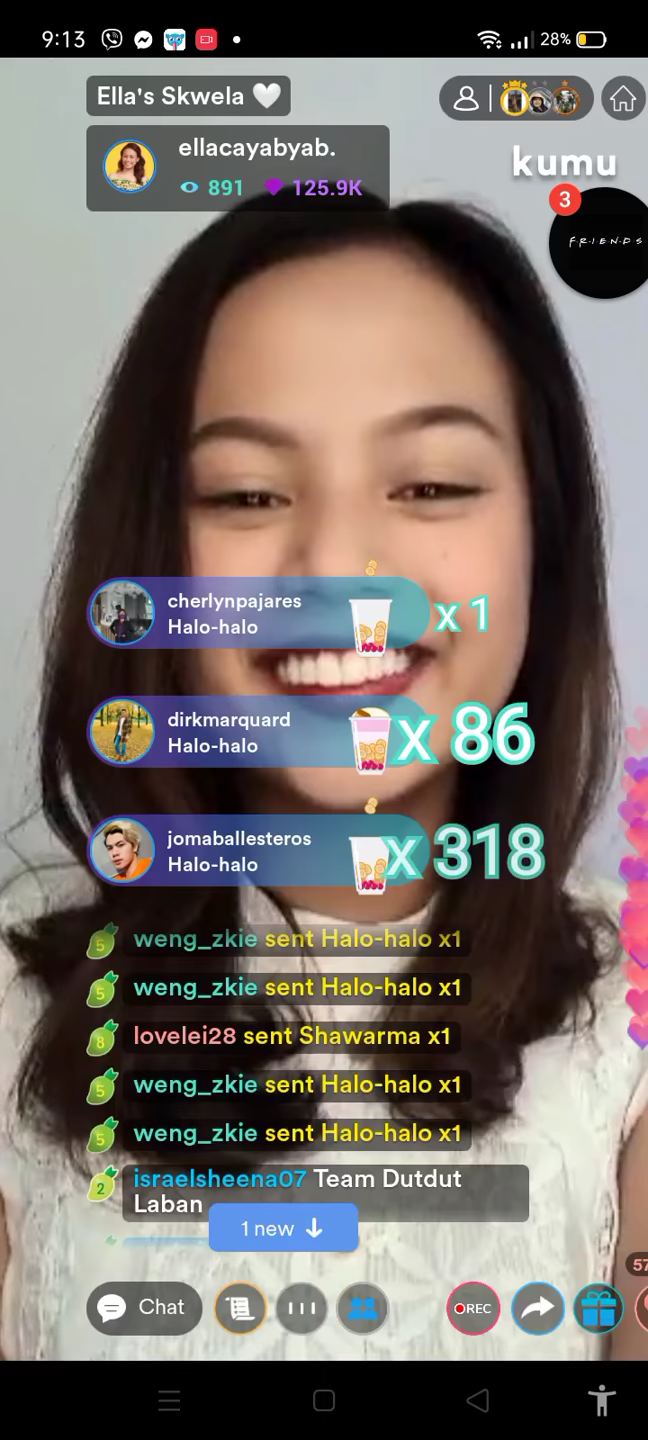 9:13
28%
Ella's Skwela 🤍
ellacayabyab.
891 125.9K
kumu
3
F·R·I·E·N·D·S
cherlynpajares
Halo-halo
x 1
dirkmarquard
Halo-halo
x 86
jomaballesteros
Halo-halo
x 318
5 weng_zkie sent Halo-halo x1
5 weng_zkie sent Halo-halo x1
8 lovelei28 sent Shawarma x1
5 weng_zkie sent Halo-halo x1
5 weng_zkie sent Halo-halo x1
2 israelsheena07 Team Dutdut
Laban
1 new ↓
57
Chat
REC